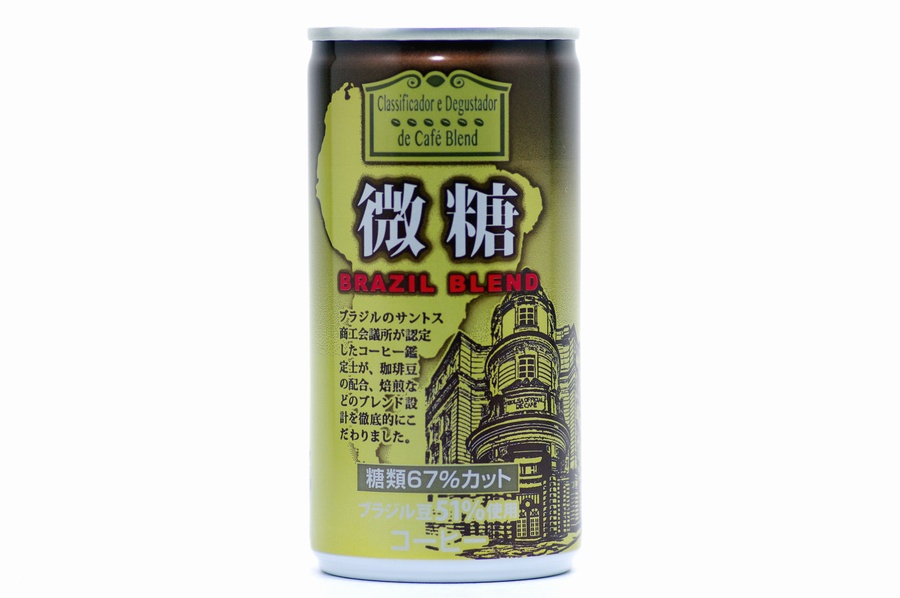 Classificador e Degustador
de Café Blend
微糖
BRAZIL BLEND
ブラジルのサントス
商工会議所が認定
したコーヒー鑑
定士が、珈琲豆
の配合、焙煎な
どのブレンド設
計を徹底的にこ
だわりました。
BOLSA OFFICIAL
DE CAFÉ
糖類67%カット
ブラジル豆51%使用
コーヒー